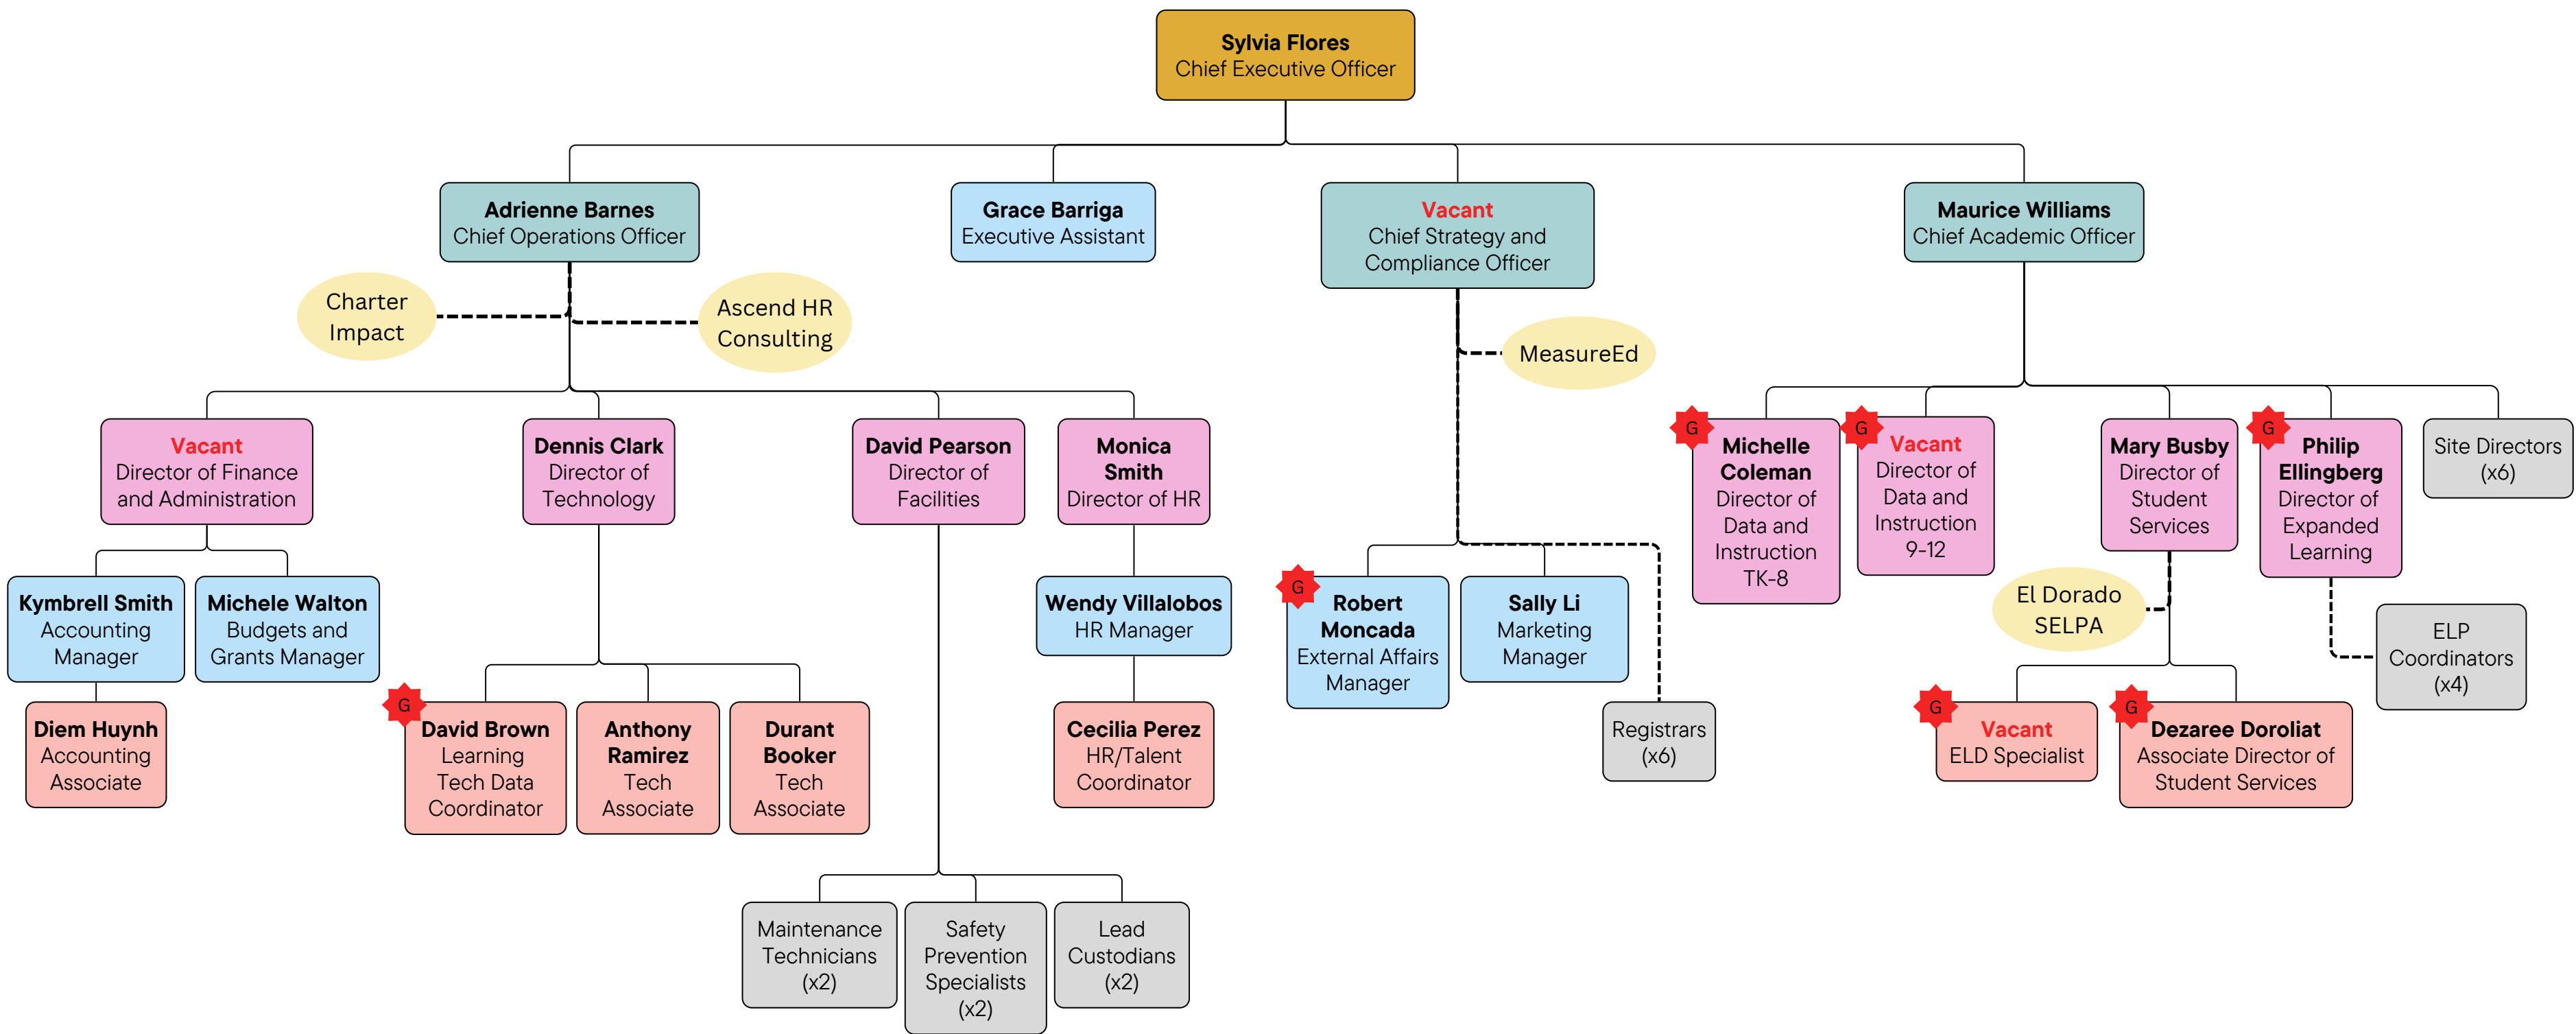 Sylvia Flores
Chief Executive Officer
Adrienne Barnes
Chief Operations Officer
Grace Barriga
Executive Assistant
Vacant
Chief Strategy and
Compliance Officer
Maurice Williams
Chief Academic Officer
Charter
Impact
Ascend HR
Consulting
MeasureEd
Vacant
Director of Finance
and Administration
Dennis Clark
Director of
Technology
David Pearson
Director of
Facilities
Monica
Smith
Director of HR
G
Michelle
Coleman
Director of
Data and
Instruction
TK-8
G
Vacant
Director of
Data and
Instruction
9-12
Mary Busby
Director of
Student
Services
G
Philip
Ellingberg
Director of
Expanded
Learning
Site Directors
(x6)
Kymbrell Smith
Accounting
Manager
Michele Walton
Budgets and
Grants Manager
Wendy Villalobos
HR Manager
G
Robert
Moncada
External Affairs
Manager
Sally Li
Marketing
Manager
El Dorado
SELPA
ELP
Coordinators
(x4)
Diem Huynh
Accounting
Associate
G
David Brown
Learning
Tech Data
Coordinator
Anthony
Ramirez
Tech
Associate
Durant
Booker
Tech
Associate
Cecilia Perez
HR/Talent
Coordinator
Registrars
(x6)
G
Vacant
ELD Specialist
G
Dezaree Doroliat
Associate Director of
Student Services
Maintenance
Technicians
(x2)
Safety
Prevention
Specialists
(x2)
Lead
Custodians
(x2)